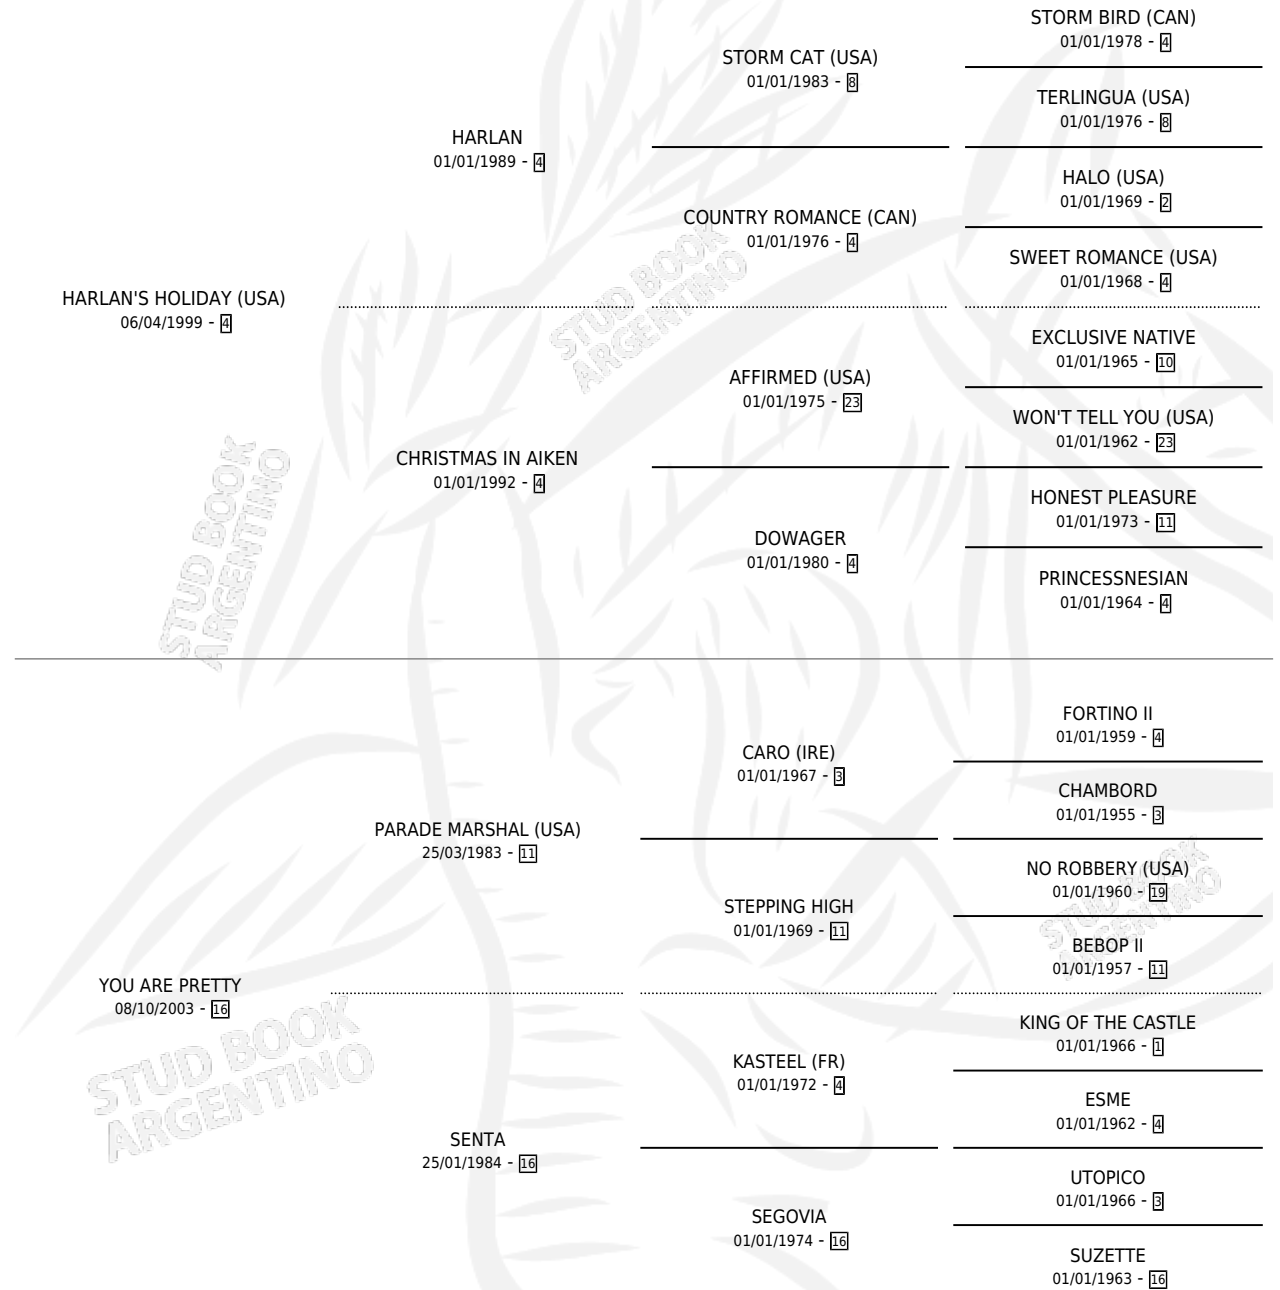 STORM BIRD (CAN)
01/01/1978 - 4
STORM CAT (USA)
01/01/1983 - 8
TERLINGUA (USA)
01/01/1976 - 8
HARLAN
01/01/1989 - 4
HALO (USA)
01/01/1969 - 2
COUNTRY ROMANCE (CAN)
01/01/1976 - 4
SWEET ROMANCE (USA)
01/01/1968 - 4
HARLAN'S HOLIDAY (USA)
06/04/1999 - 4
EXCLUSIVE NATIVE
01/01/1965 - 10
AFFIRMED (USA)
01/01/1975 - 23
WON'T TELL YOU (USA)
01/01/1962 - 23
CHRISTMAS IN AIKEN
01/01/1992 - 4
HONEST PLEASURE
01/01/1973 - 11
DOWAGER
01/01/1980 - 4
PRINCESSNESIAN
01/01/1964 - 4
FORTINO II
01/01/1959 - 4
CARO (IRE)
01/01/1967 - 3
CHAMBORD
01/01/1955 - 3
PARADE MARSHAL (USA)
25/03/1983 - 11
NO ROBBERY (USA)
01/01/1960 - 19
STEPPING HIGH
01/01/1969 - 11
BEBOP II
01/01/1957 - 11
YOU ARE PRETTY
08/10/2003 - 16
KING OF THE CASTLE
01/01/1966 - 1
KASTEEL (FR)
01/01/1972 - 4
ESME
01/01/1962 - 4
SENTA
25/01/1984 - 16
UTOPICO
01/01/1966 - 3
SEGOVIA
01/01/1974 - 16
SUZETTE
01/01/1963 - 16
STUD BOOK
ARGENTINO
STUD BOOK
ARGENTINO
STUD BOOK
ARGENTINO
STUD BOOK
ARGENTINO